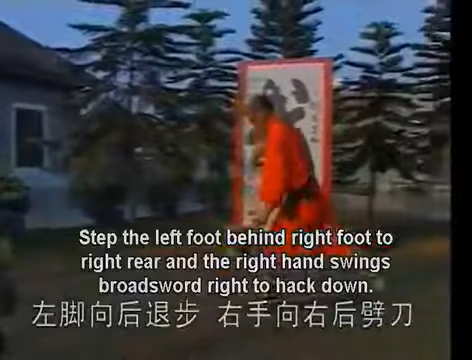 Step the left foot behind right foot to
right rear and the right hand swings
broadsword right to hack down.
左脚向后退步 右手向右后劈刀